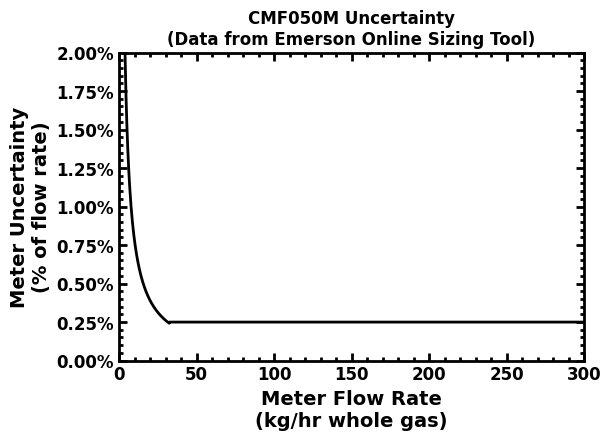 CMF050M Uncertainty
(Data from Emerson Online Sizing Tool)
Meter Uncertainty
(% of flow rate)
2.00%
1.75%
1.50%
1.25%
1.00%
0.75%
0.50%
0.25%
0.00%
0 50 100 150 200 250 300
Meter Flow Rate
(kg/hr whole gas)